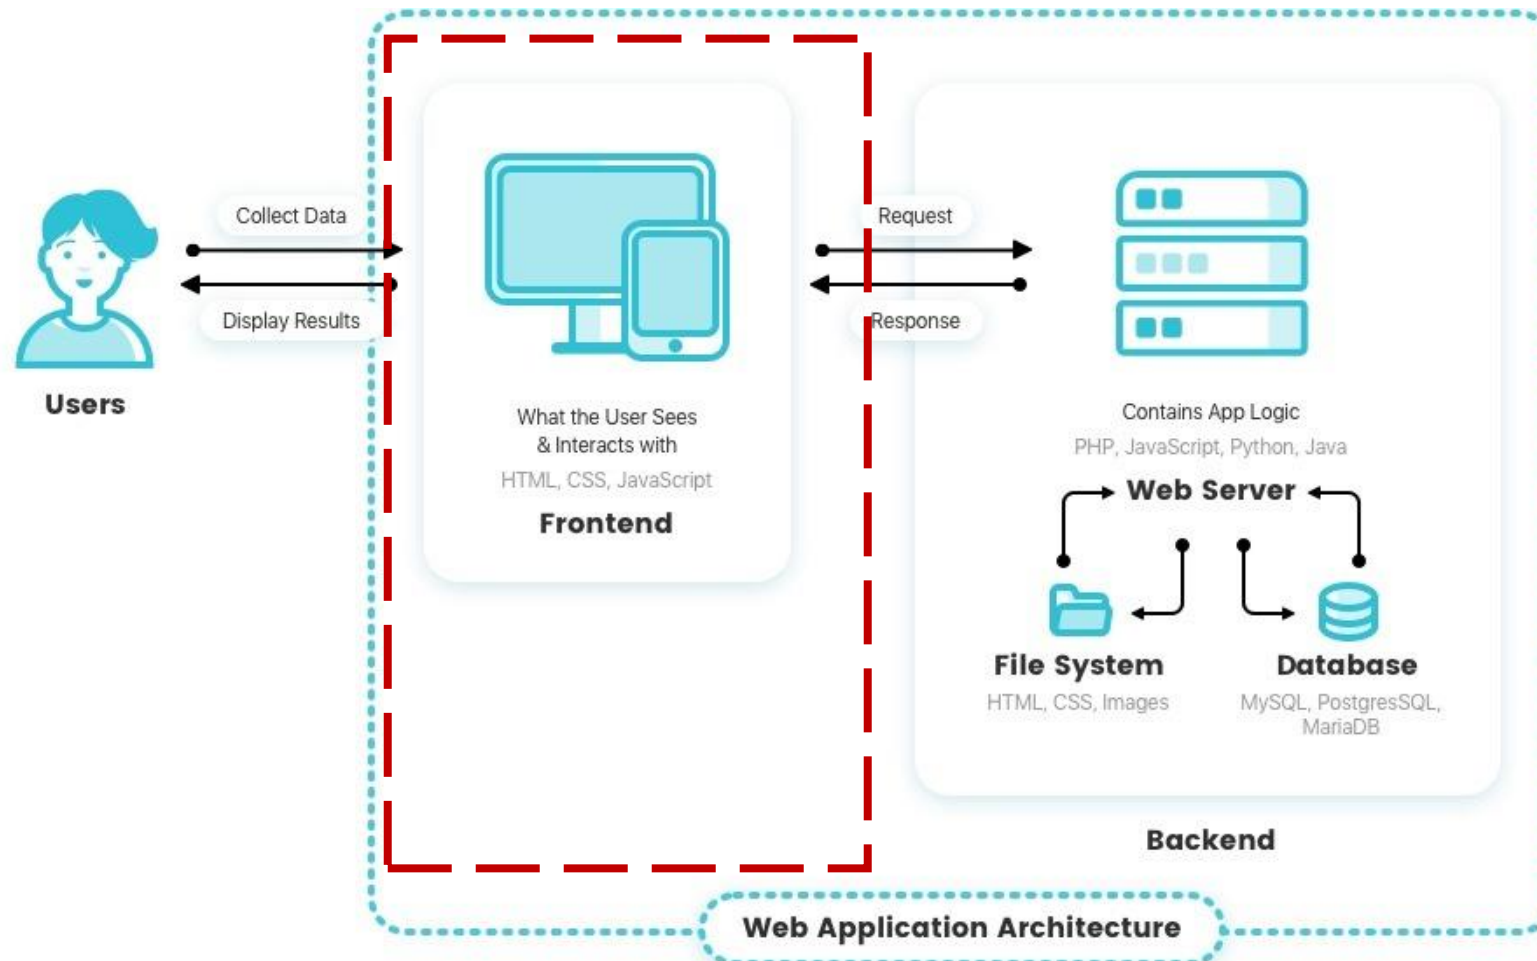 Collect Data
Display Results
Users
What the User Sees
& Interacts with
HTML, CSS, JavaScript
Frontend
Request
Response
Contains App Logic
PHP, JavaScript, Python, Java
Web Server
File System
HTML, CSS, Images
Database
MySQL, PostgresSQL,
MariaDB
Backend
Web Application Architecture